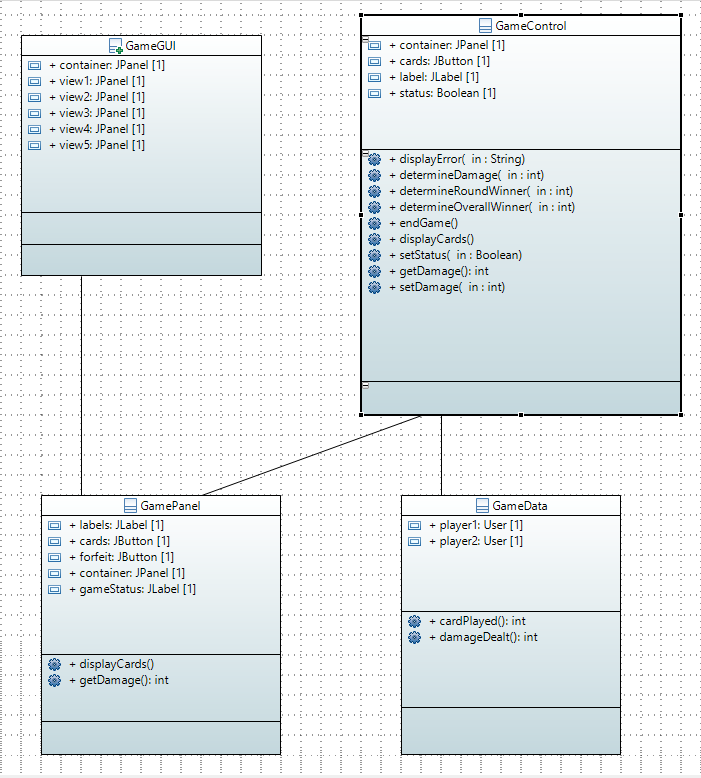 GameGUI
+ container: JPanel [1]
+ view1: JPanel [1]
+ view2: JPanel [1]
+ view3: JPanel [1]
+ view4: JPanel [1]
+ view5: JPanel [1]
GameControl
+ container: JPanel [1]
+ cards: JButton [1]
+ label: JLabel [1]
+ status: Boolean [1]
+ displayError( in : String)
+ determineDamage( in : int)
+ determineRoundWinner( in : int)
+ determineOverallWinner( in : int)
+ endGame()
+ displayCards()
+ setStatus( in : Boolean)
+ getDamage(): int
+ setDamage( in : int)
GamePanel
+ labels: JLabel [1]
+ cards: JButton [1]
+ forfeit: JButton [1]
+ container: JPanel [1]
+ gameStatus: JLabel [1]
+ displayCards()
+ getDamage(): int
GameData
+ player1: User [1]
+ player2: User [1]
+ cardPlayed(): int
+ damageDealt(): int